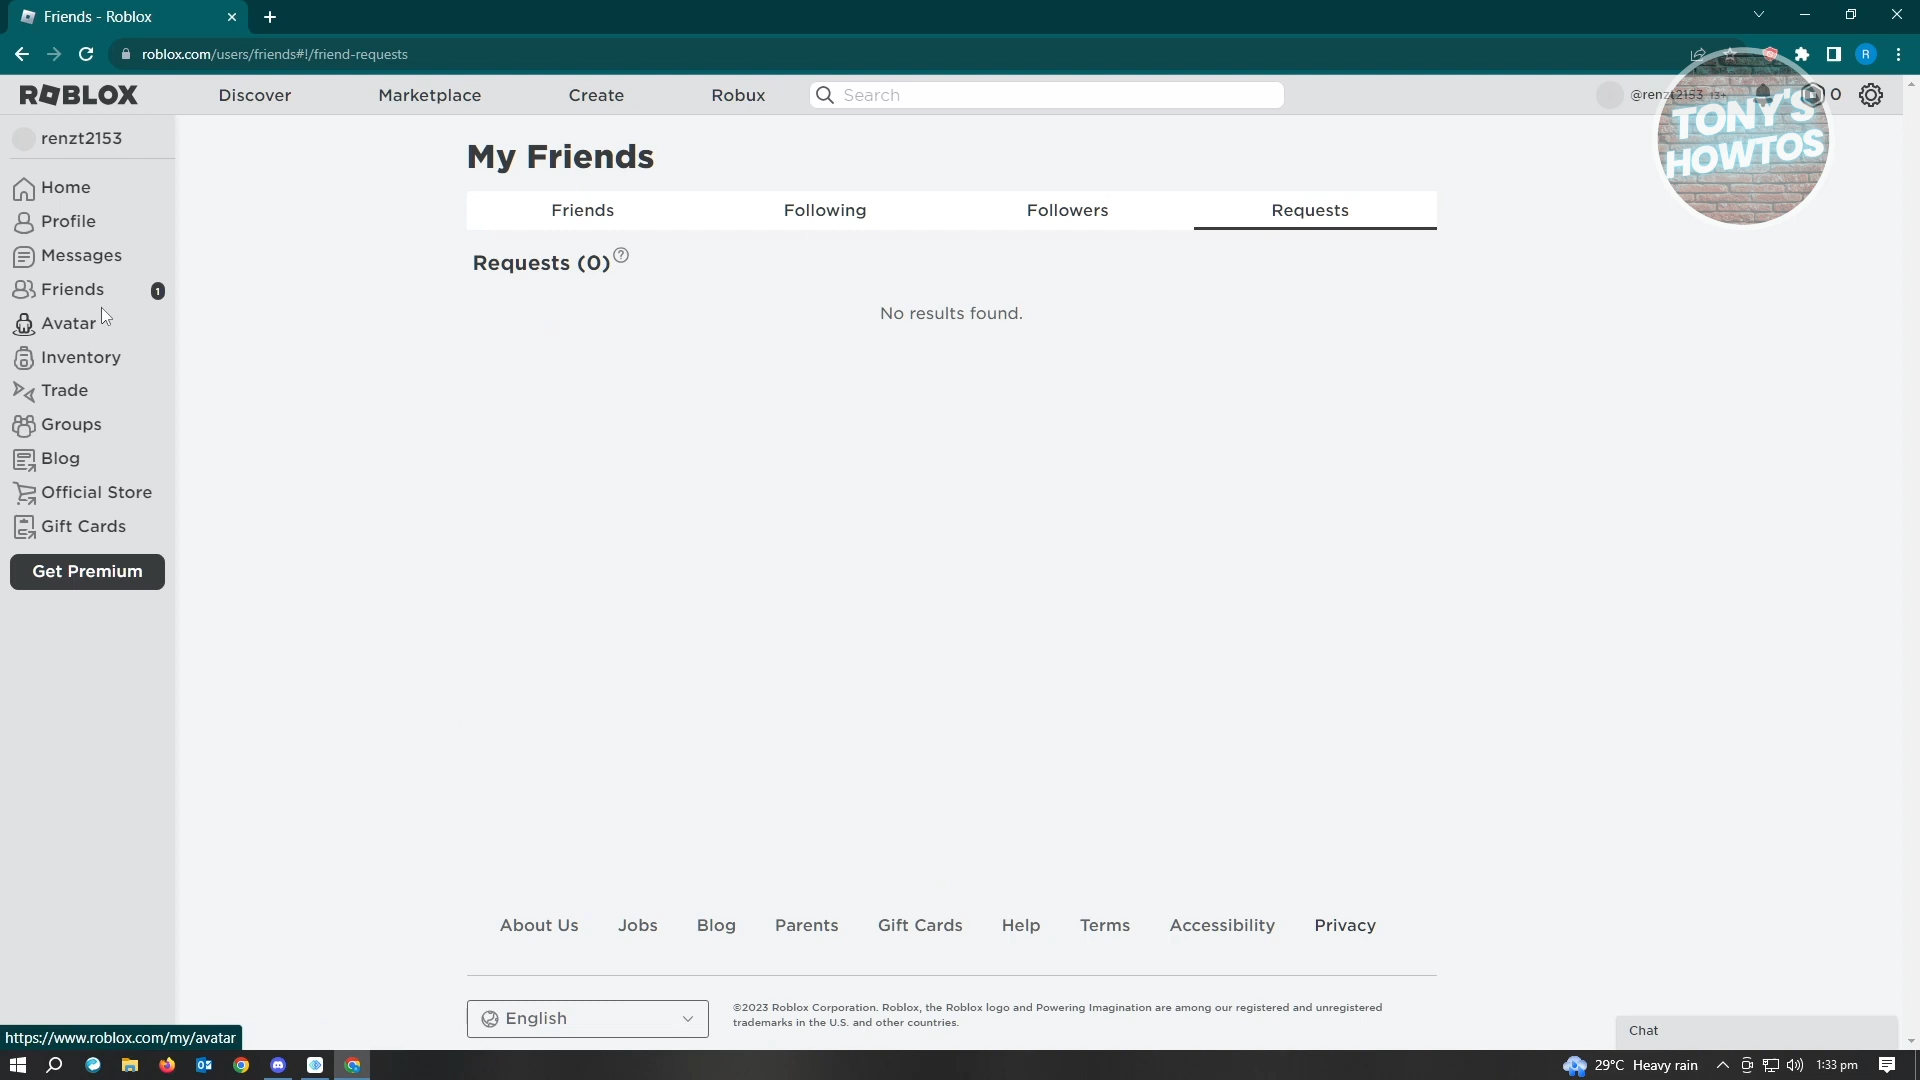 Friends - Roblox
roblox.com/users/friends#!/friend-requests
R
ROBLOX
Discover
Marketplace
Create
Robux
Search
@renzt2153 13+
0
TONY'S
HOWTOS
renzt2153
Home
Profile
Messages
Friends
1
Avatar
Inventory
Trade
Groups
Blog
Official Store
Gift Cards
Get Premium
My Friends
Friends
Following
Followers
Requests
Requests (0)
?
No results found.
About Us
Jobs
Blog
Parents
Gift Cards
Help
Terms
Accessibility
Privacy
English
©2023 Roblox Corporation. Roblox, the Roblox logo and Powering Imagination are among our registered and unregistered
trademarks in the U.S. and other countries.
Chat
https://www.roblox.com/my/avatar
29°C Heavy rain
1:33 pm